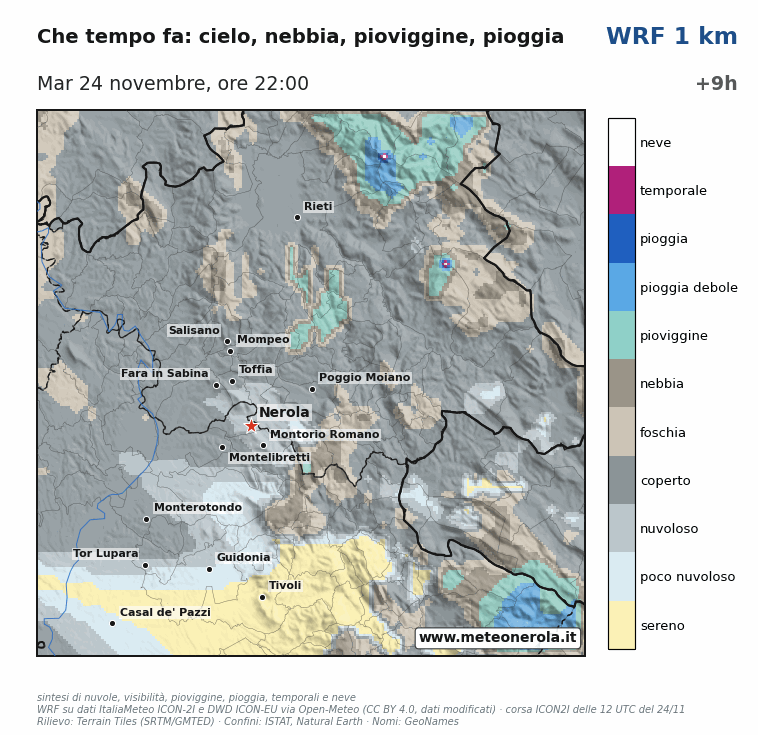 Che tempo fa: cielo, nebbia, pioviggine, pioggia
WRF 1 km
Mar 24 novembre, ore 22:00
+9h
neve
temporale
pioggia
pioggia debole
pioviggine
nebbia
foschia
coperto
nuvoloso
poco nuvoloso
sereno
Rieti
Salisano
Mompeo
Toffia
Fara in Sabina
Poggio Moiano
Nerola
Montorio Romano
Montelibretti
Monterotondo
Tor Lupara
Guidonia
Tivoli
Casal de' Pazzi
www.meteonerola.it
sintesi di nuvole, visibilità, pioviggine, pioggia, temporali e neve
WRF su dati ItaliaMeteo ICON-2I e DWD ICON-EU via Open-Meteo (CC BY 4.0, dati modificati) · corsa ICON2I delle 12 UTC del 24/11
Rilievo: Terrain Tiles (SRTM/GMTED) · Confini: ISTAT, Natural Earth · Nomi: GeoNames